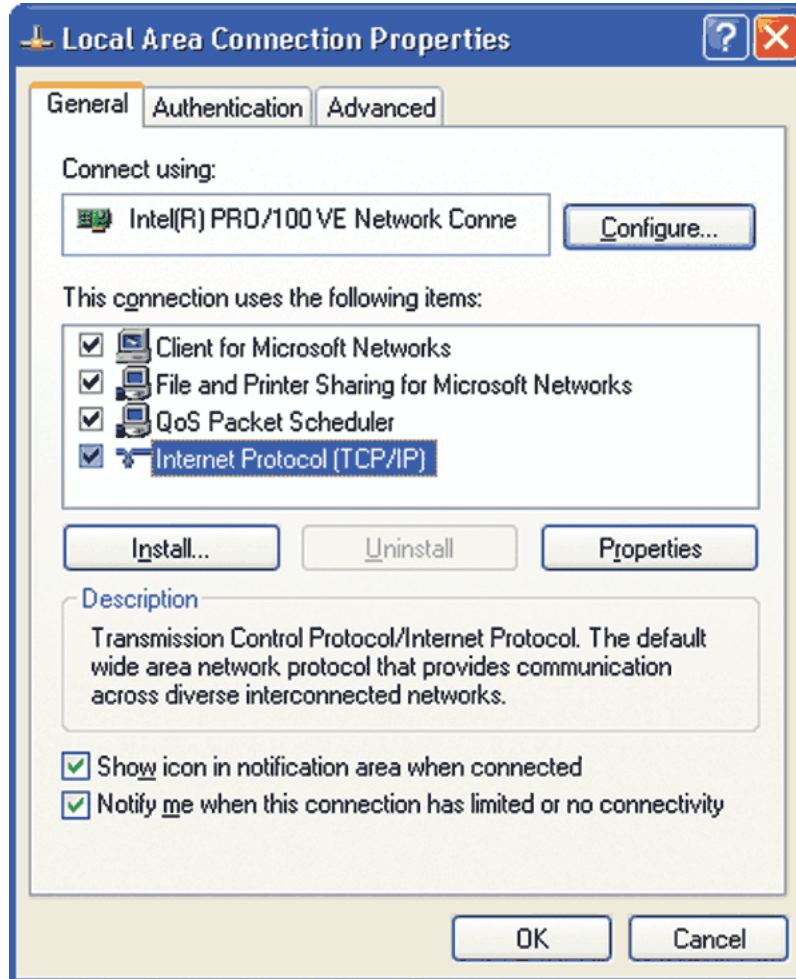 Local Area Connection Properties
General Authentication Advanced
Connect using:
Intel(R) PRO/100 VE Network Conne
Configure...
This connection uses the following items:
Client for Microsoft Networks
File and Printer Sharing for Microsoft Networks
QoS Packet Scheduler
Internet Protocol (TCP/IP)
Install... Uninstall Properties
Description
Transmission Control Protocol/Internet Protocol. The default
wide area network protocol that provides communication
across diverse interconnected networks.
Show icon in notification area when connected
Notify me when this connection has limited or no connectivity
OK Cancel